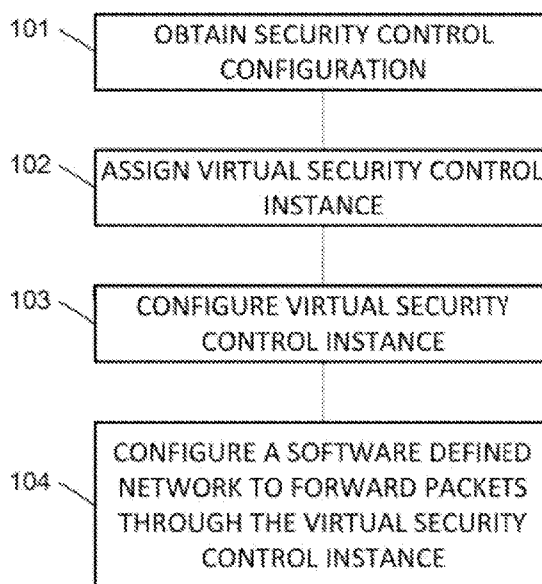 101
OBTAIN SECURITY CONTROL
CONFIGURATION
102
ASSIGN VIRTUAL SECURITY CONTROL
INSTANCE
103
CONFIGURE VIRTUAL SECURITY
CONTROL INSTANCE
104
CONFIGURE A SOFTWARE DEFINED
NETWORK TO FORWARD PACKETS
THROUGH THE VIRTUAL SECURITY
CONTROL INSTANCE